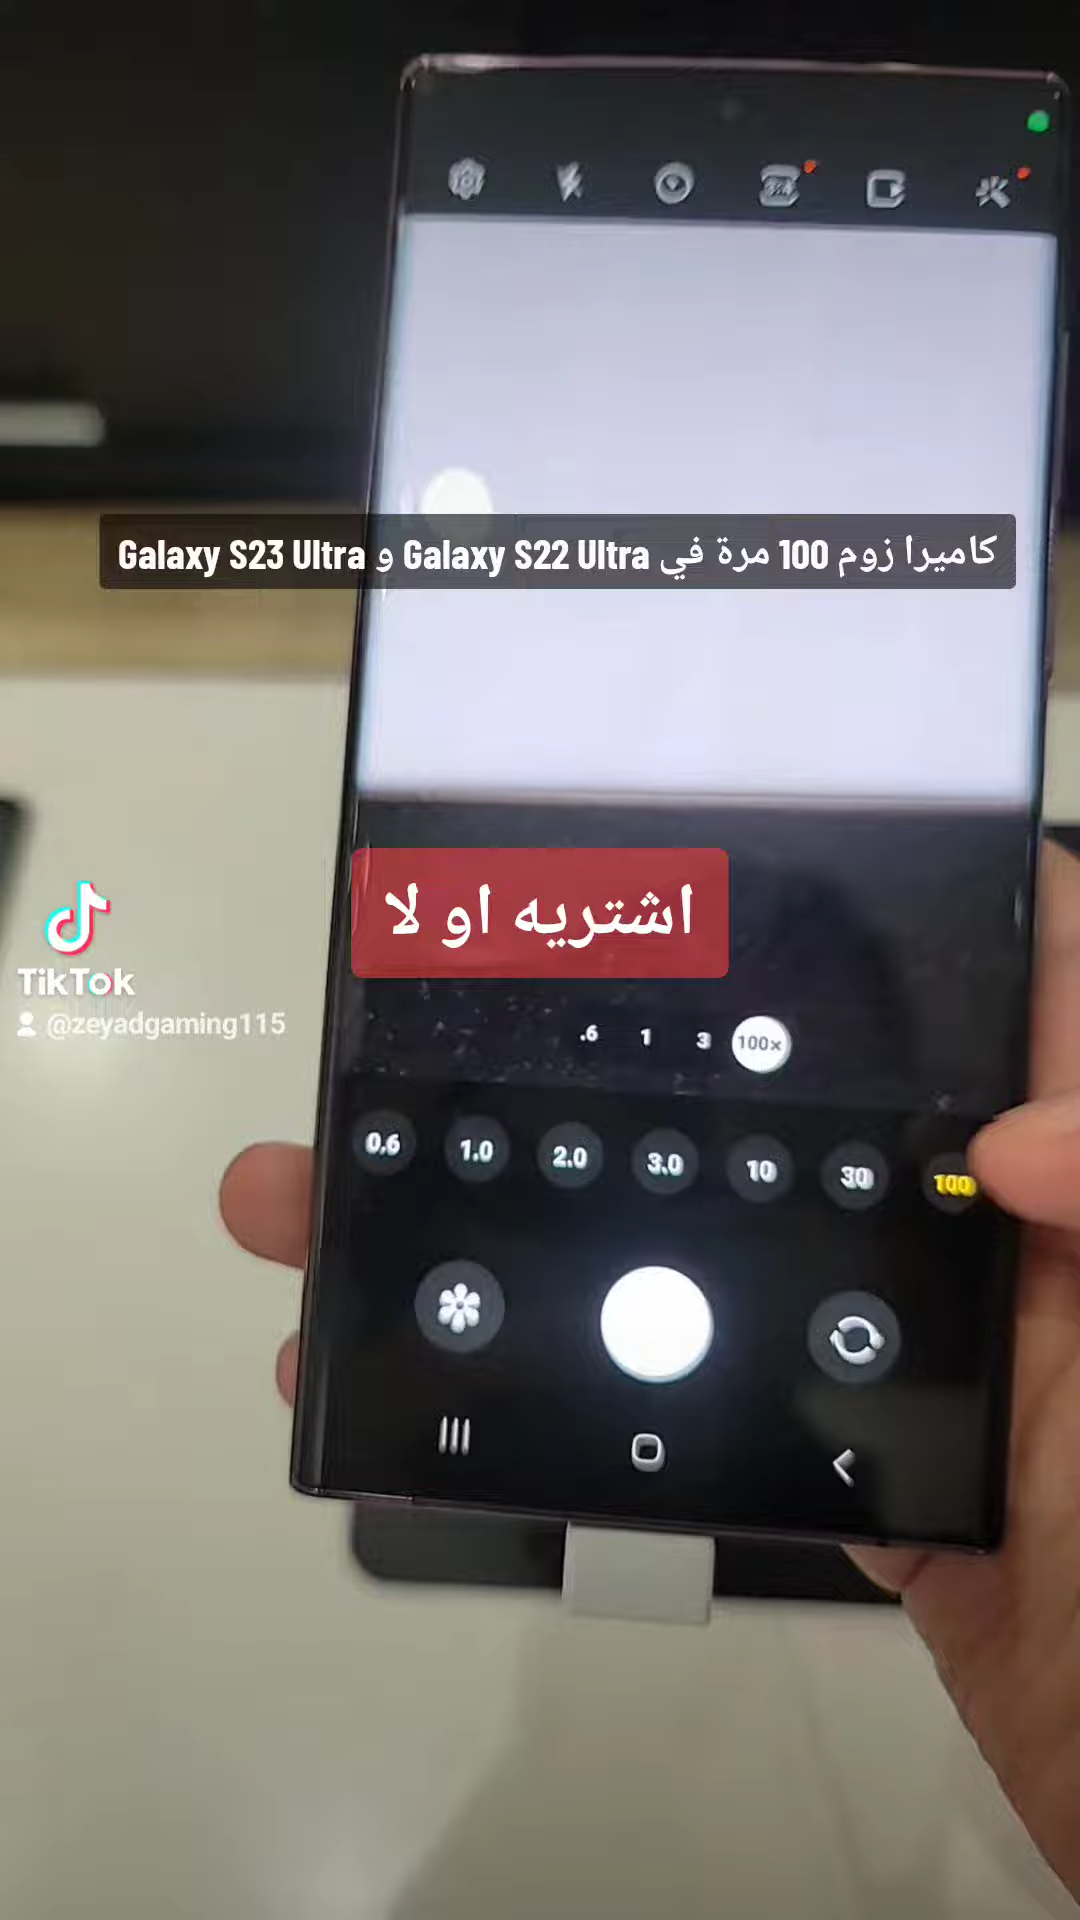 كاميرا زوم 100 مرة في Galaxy S22 Ultra و Galaxy S23 Ultra
اشتريه او لا
TikTok
@zeyadgaming115
.6 1 3 100×
0.6 1.0 2.0 3.0 10 30 100